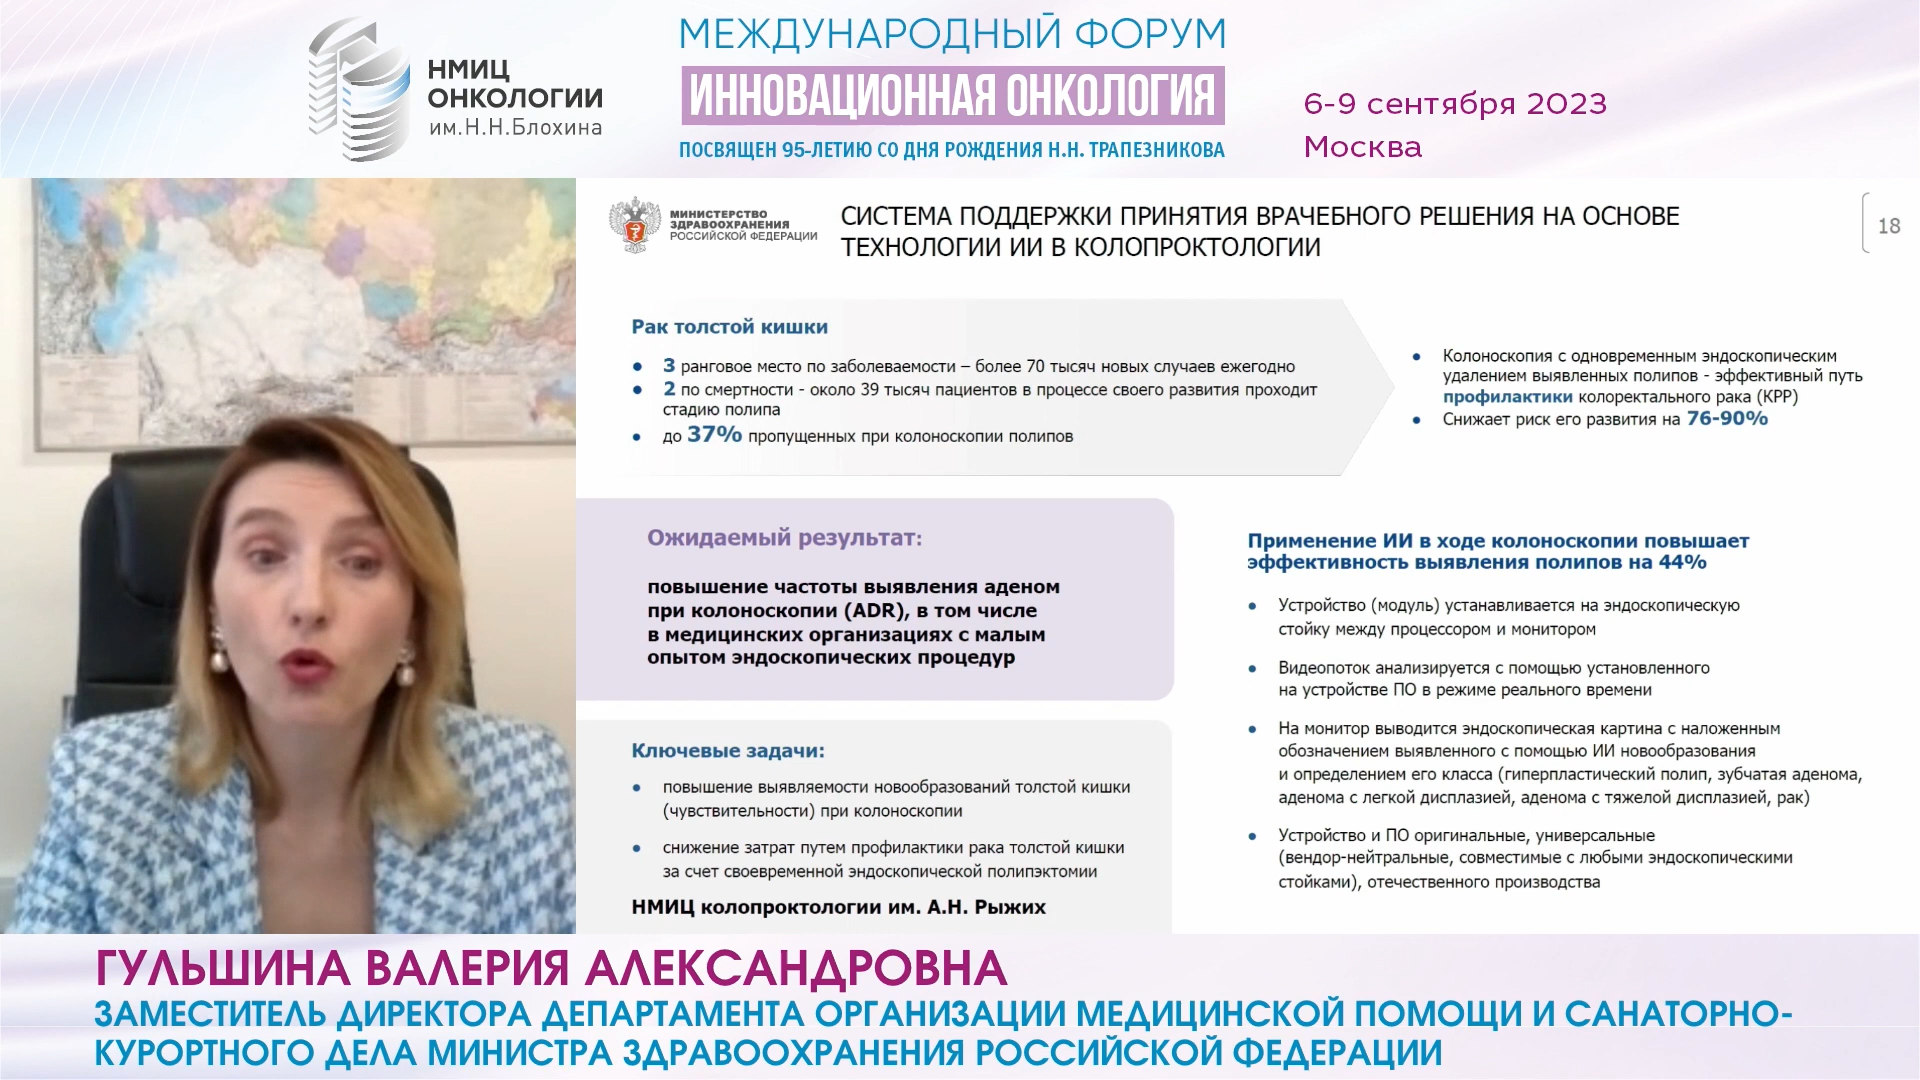 НМИЦ
ОНКОЛОГИИ
им.Н.Н.Блохина
МЕЖДУНАРОДНЫЙ ФОРУМ
ИННОВАЦИОННАЯ ОНКОЛОГИЯ
ПОСВЯЩЕН 95-ЛЕТИЮ СО ДНЯ РОЖДЕНИЯ Н.Н. ТРАПЕЗНИКОВА
6-9 сентября 2023
Москва
МИНИСТЕРСТВО
ЗДРАВООХРАНЕНИЯ
РОССИЙСКОЙ ФЕДЕРАЦИИ
СИСТЕМА ПОДДЕРЖКИ ПРИНЯТИЯ ВРАЧЕБНОГО РЕШЕНИЯ НА ОСНОВЕ
ТЕХНОЛОГИИ ИИ В КОЛОПРОКТОЛОГИИ
18
Рак толстой кишки
• 3 ранговое место по заболеваемости – более 70 тысяч новых случаев ежегодно
• 2 по смертности - около 39 тысяч пациентов в процессе своего развития проходит
стадию полипа
• до 37% пропущенных при колоноскопии полипов
• Колоноскопия с одновременным эндоскопическим
удалением выявленных полипов - эффективный путь
профилактики колоректального рака (КРР)
• Снижает риск его развития на 76-90%
Ожидаемый результат:
повышение частоты выявления аденом
при колоноскопии (ADR), в том числе
в медицинских организациях с малым
опытом эндоскопических процедур
Ключевые задачи:
• повышение выявляемости новообразований толстой кишки
(чувствительности) при колоноскопии
• снижение затрат путем профилактики рака толстой кишки
за счет своевременной эндоскопической полипэктомии
НМИЦ колопроктологии им. А.Н. Рыжих
Применение ИИ в ходе колоноскопии повышает
эффективность выявления полипов на 44%
• Устройство (модуль) устанавливается на эндоскопическую
стойку между процессором и монитором
• Видеопоток анализируется с помощью установленного
на устройстве ПО в режиме реального времени
• На монитор выводится эндоскопическая картина с наложенным
обозначением выявленного с помощью ИИ новообразования
и определением его класса (гиперпластический полип, зубчатая аденома,
аденома с легкой дисплазией, аденома с тяжелой дисплазией, рак)
• Устройство и ПО оригинальные, универсальные
(вендор-нейтральные, совместимые с любыми эндоскопическими
стойками), отечественного производства
ГУЛЬШИНА ВАЛЕРИЯ АЛЕКСАНДРОВНА
ЗАМЕСТИТЕЛЬ ДИРЕКТОРА ДЕПАРТАМЕНТА ОРГАНИЗАЦИИ МЕДИЦИНСКОЙ ПОМОЩИ И САНАТОРНО-
КУРОРТНОГО ДЕЛА МИНИСТРА ЗДРАВООХРАНЕНИЯ РОССИЙСКОЙ ФЕДЕРАЦИИ